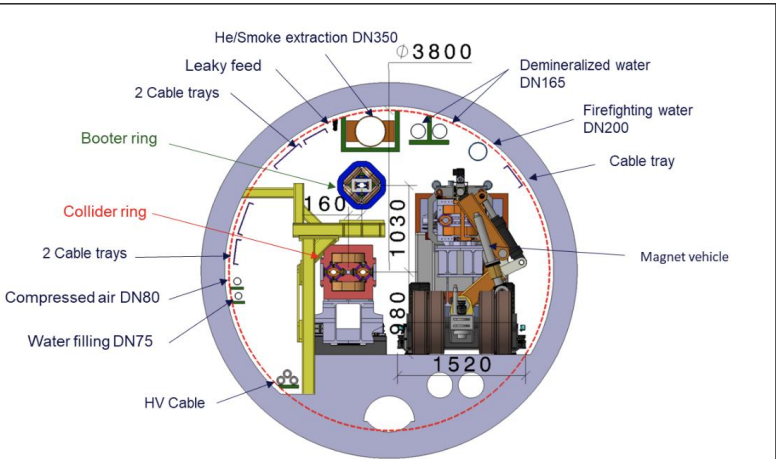 He/Smoke extraction DN350
Ø 3800
Leaky feed
2 Cable trays
Demineralized water
DN165
Firefighting water
DN200
Booter ring
Cable tray
160
Collider ring
1030
2 Cable trays
Magnet vehicle
Compressed air DN80
980
Water filling DN75
1520
HV Cable